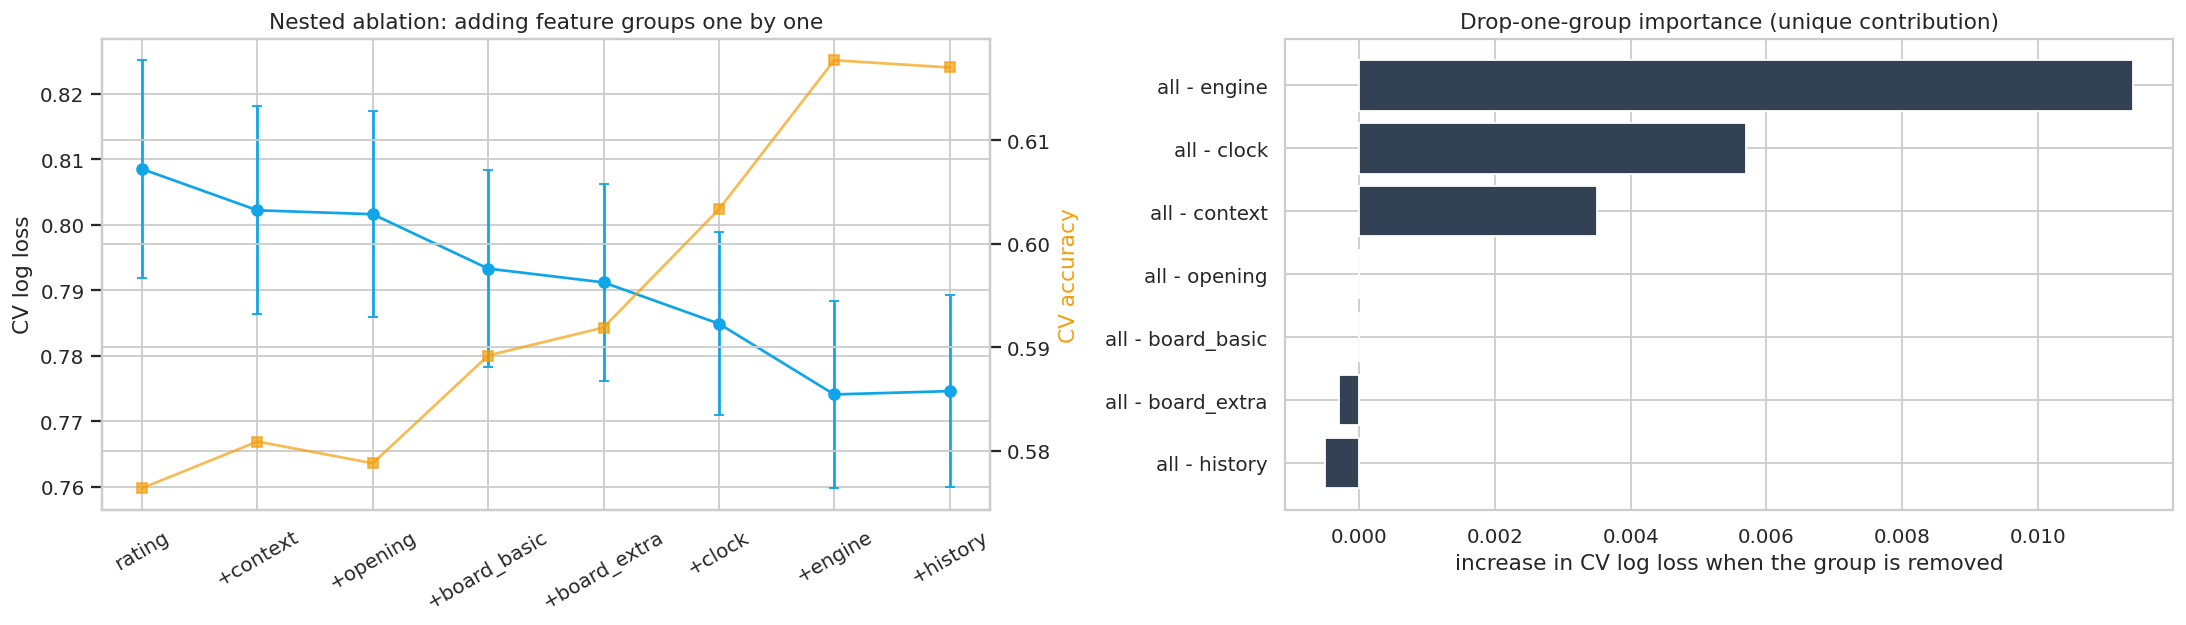 Nested ablation: adding feature groups one by one
CV log loss
0.82
0.81
0.80
0.79
0.78
0.77
0.76
0.61
0.60
0.59
0.58
CV accuracy
rating
+context
+opening
+board_basic
+board_extra
+clock
+engine
+history
Drop-one-group importance (unique contribution)
all - engine
all - clock
all - context
all - opening
all - board_basic
all - board_extra
all - history
0.000
0.002
0.004
0.006
0.008
0.010
increase in CV log loss when the group is removed